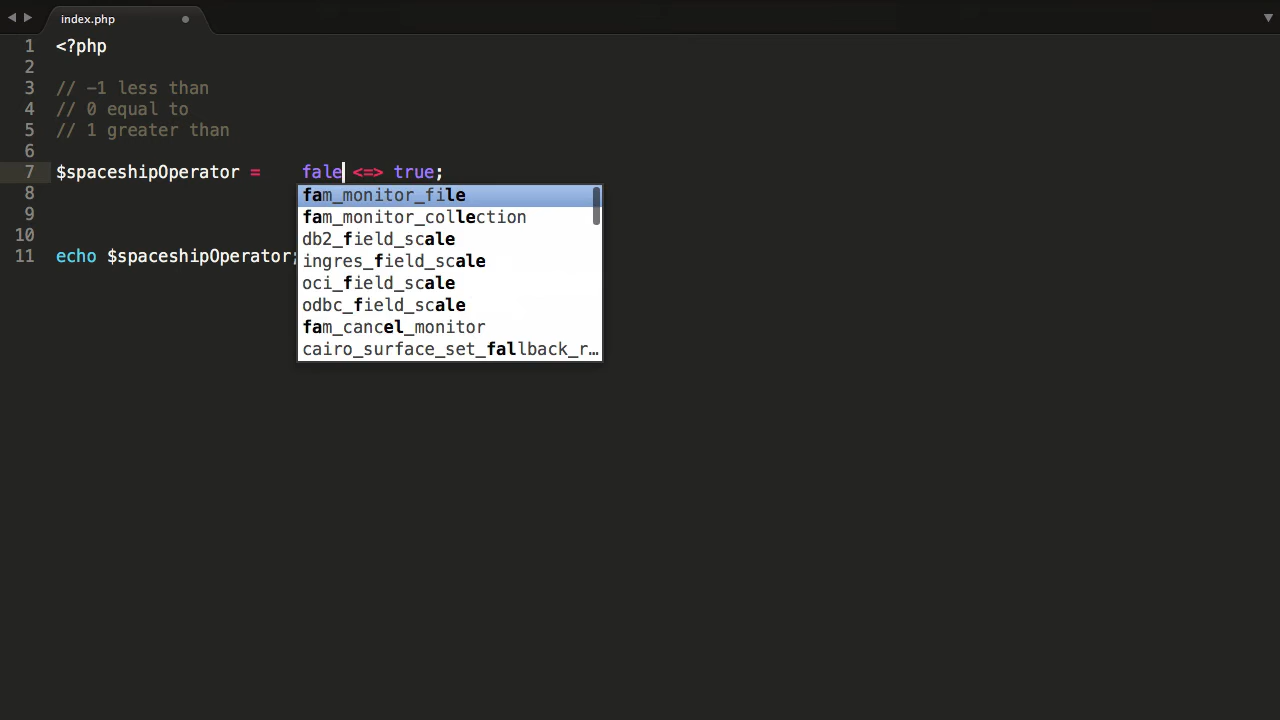 index.php
1 <?php
2
3 // -1 less than
4 // 0 equal to
5 // 1 greater than
6
7 $spaceshipOperator = fale <=> true;
8 fam_monitor_file
9 fam_monitor_collection
10 db2_field_scale
11 echo $spaceshipOperator;
ingres_field_scale
oci_field_scale
odbc_field_scale
fam_cancel_monitor
cairo_surface_set_fallback_r…